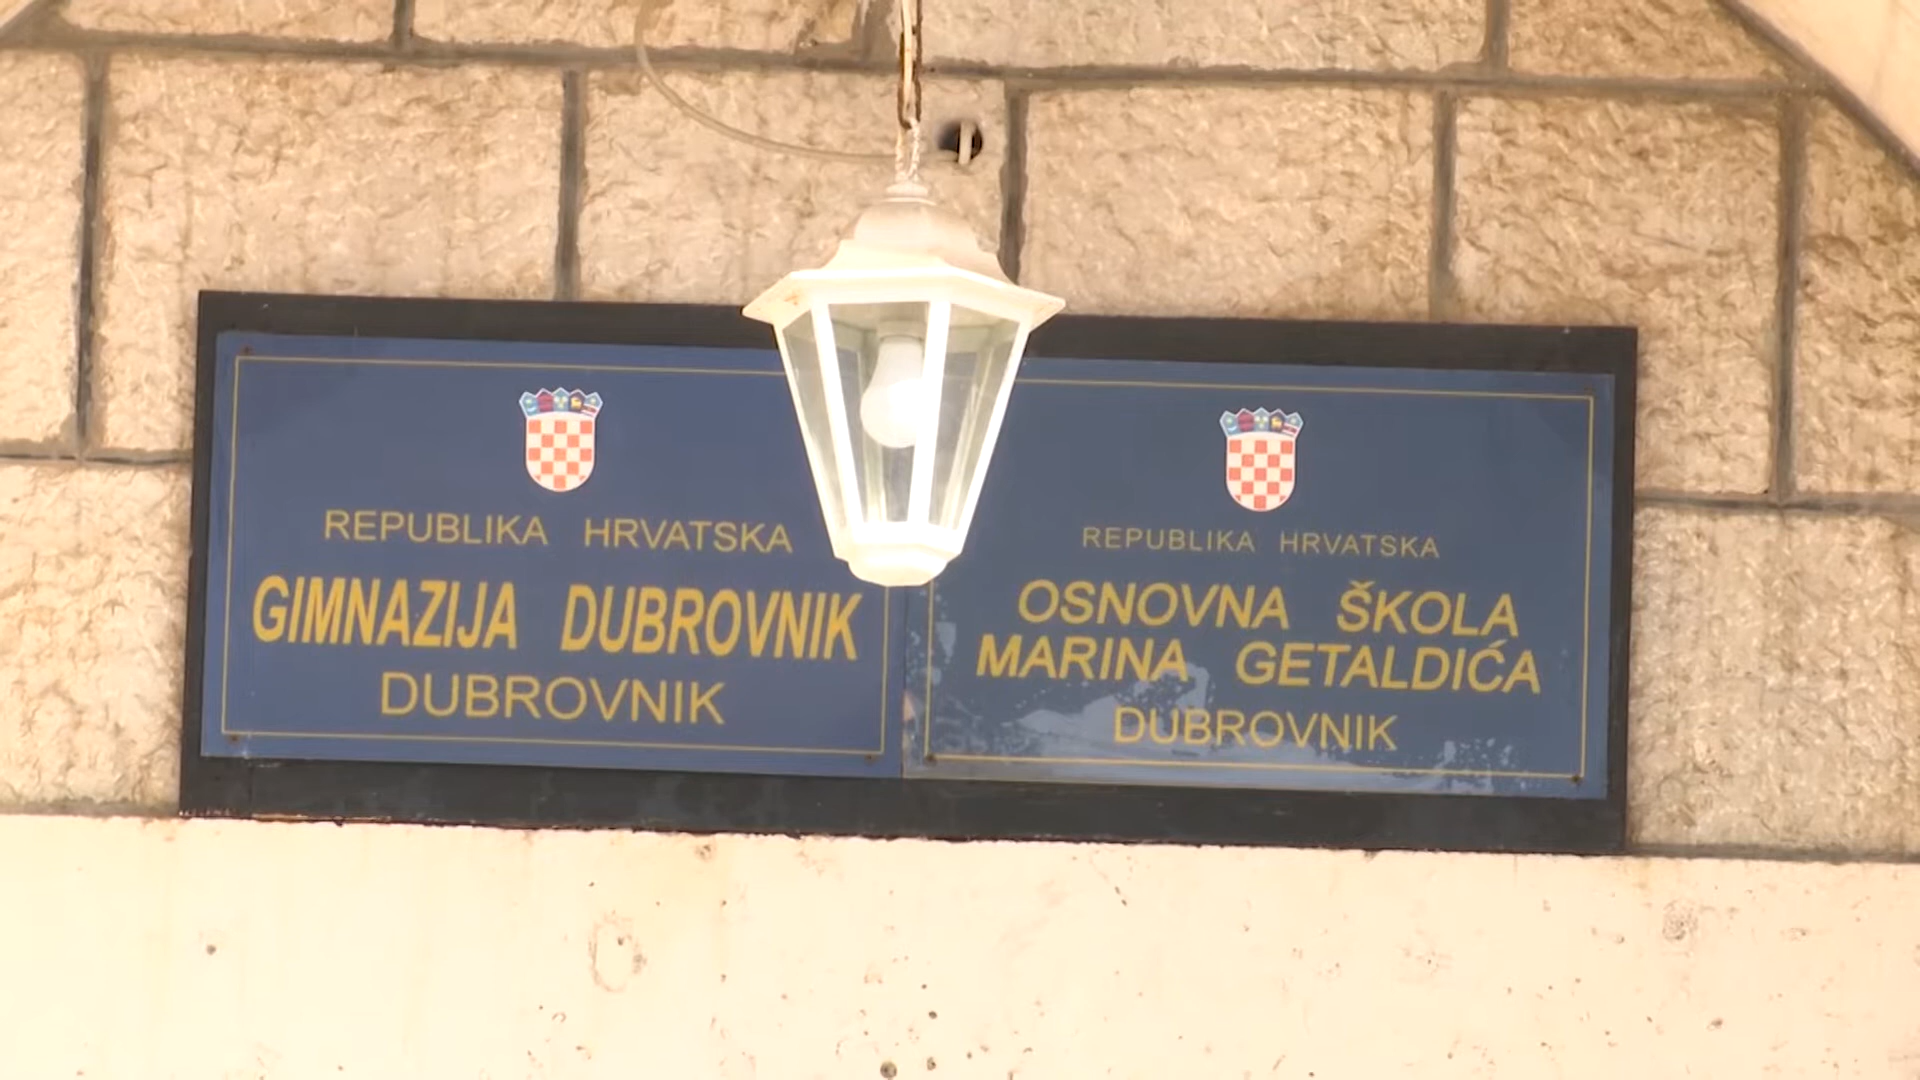 REPUBLIKA HRVATSKA
GIMNAZIJA DUBROVNIK
DUBROVNIK
REPUBLIKA HRVATSKA
OSNOVNA ŠKOLA
MARINA GETALDIĆA
DUBROVNIK